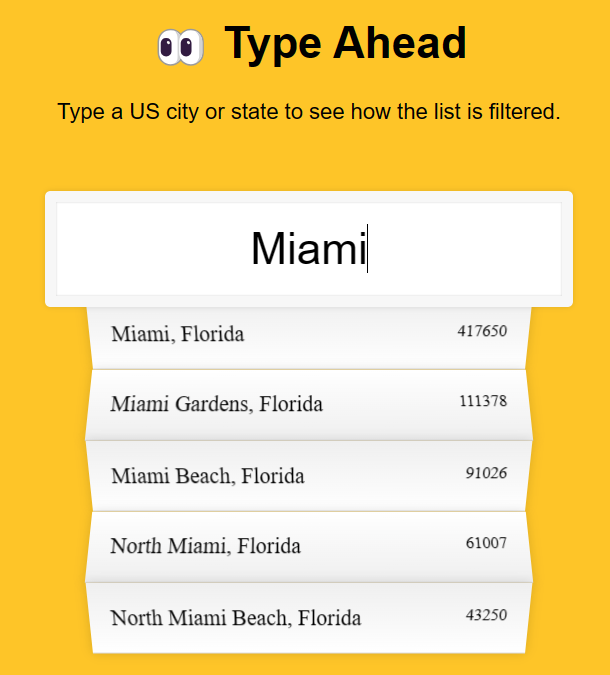 👀 Type Ahead
Type a US city or state to see how the list is filtered.
Miami
Miami, Florida 417650
Miami Gardens, Florida 111378
Miami Beach, Florida 91026
North Miami, Florida 61007
North Miami Beach, Florida 43250